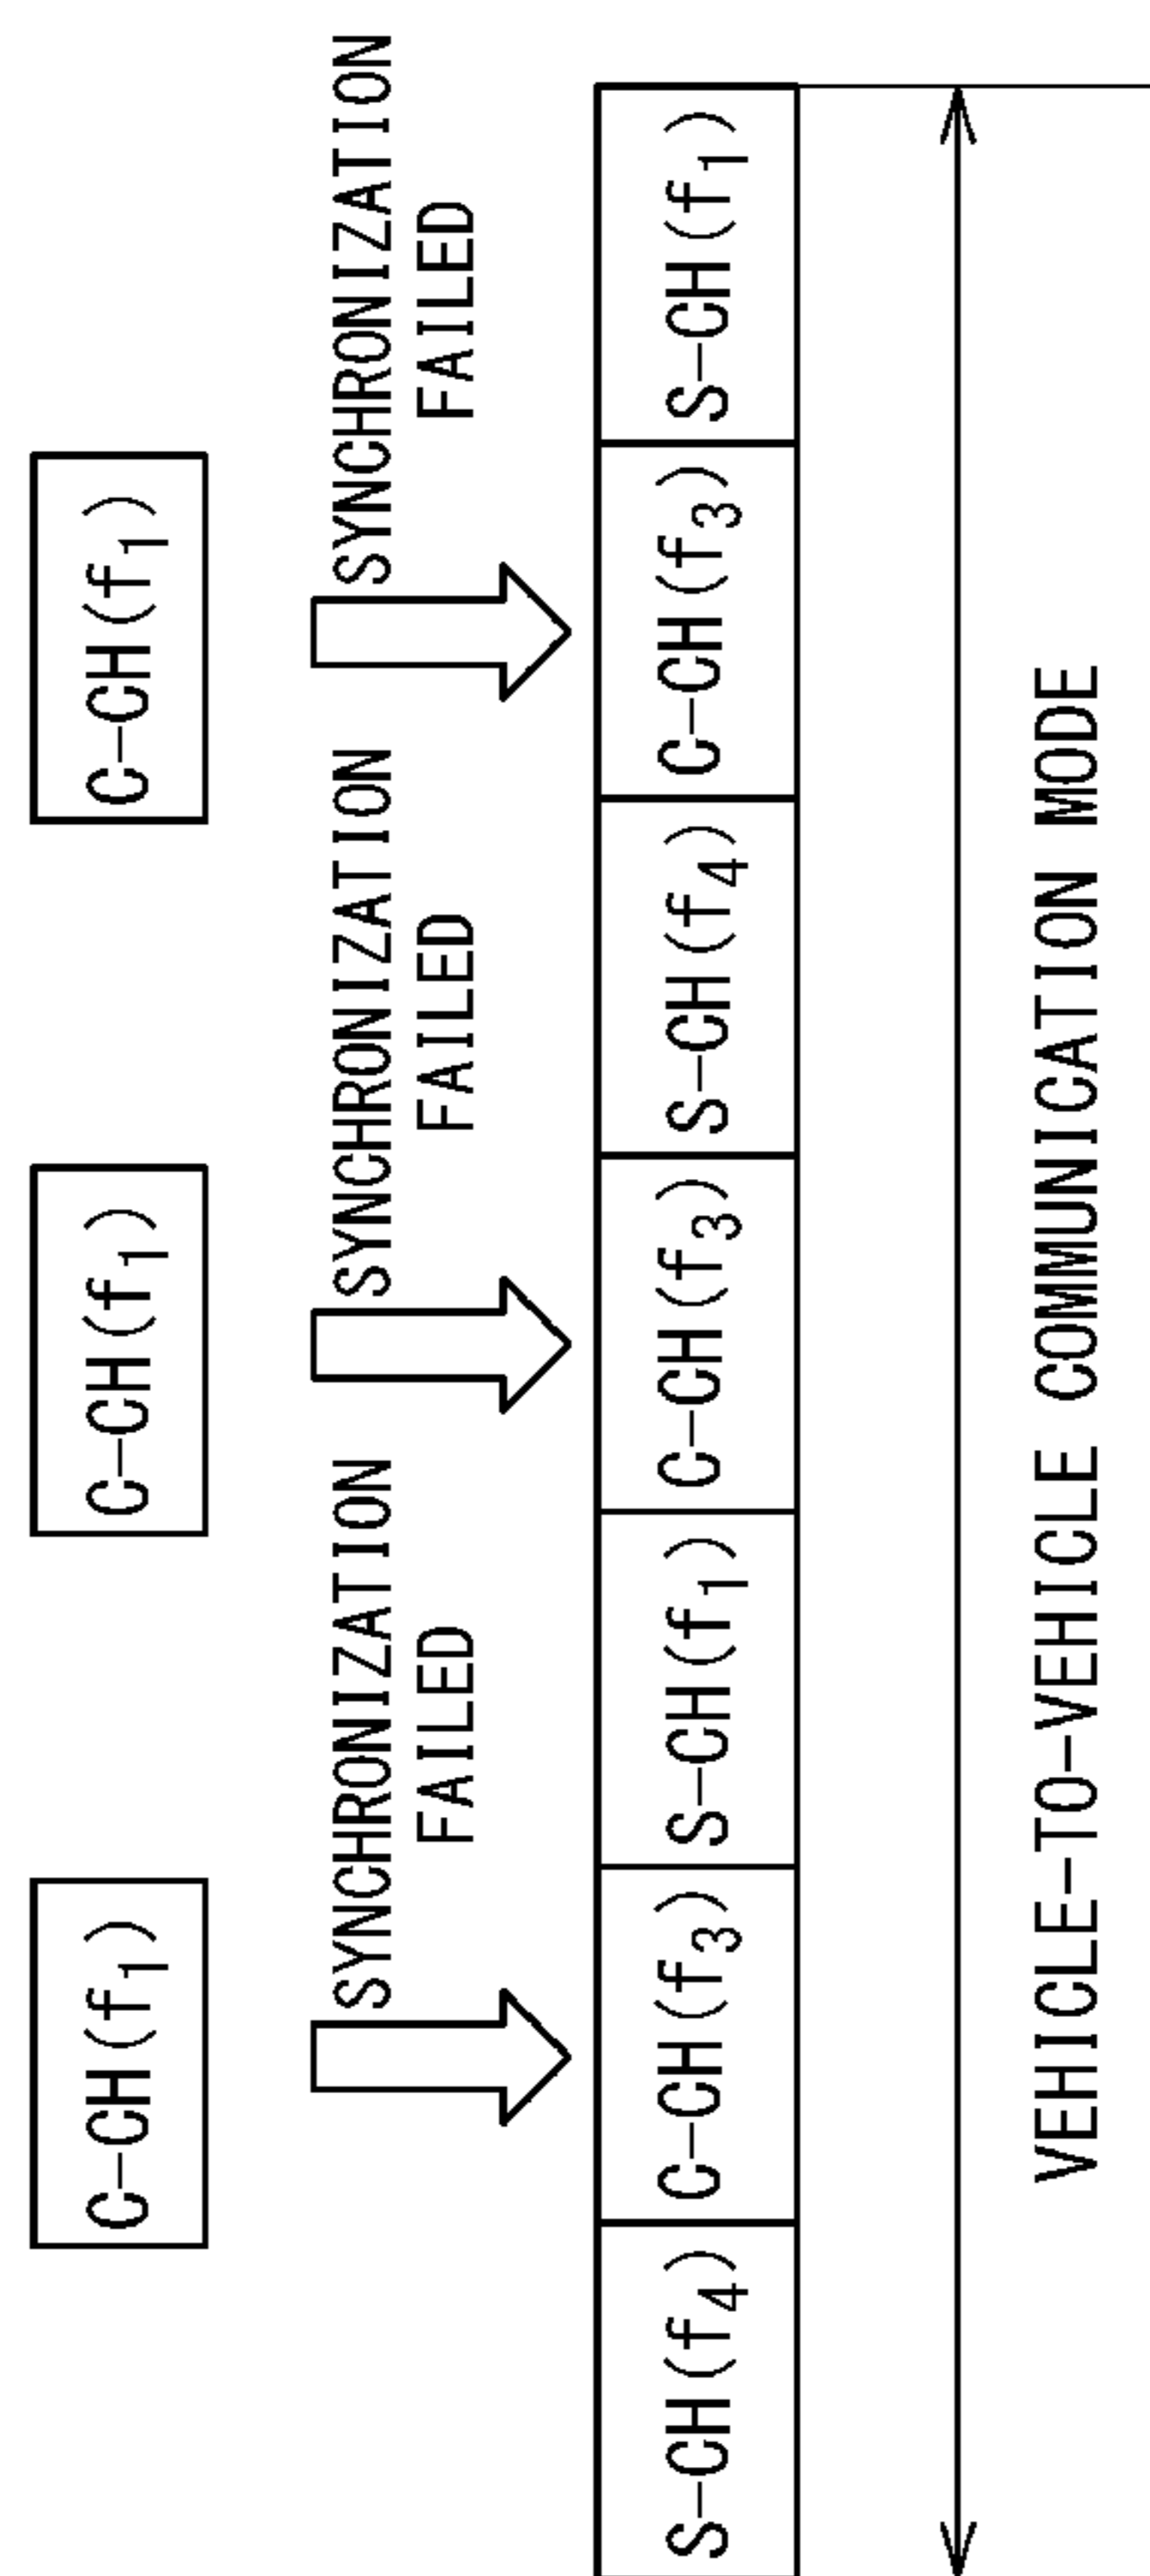 C-CH(f1)
C-CH(f1)
C-CH(f1)
SYNCHRONIZATION
FAILED
SYNCHRONIZATION
FAILED
SYNCHRONIZATION
FAILED
S-CH(f4)
C-CH(f3)
S-CH(f1)
C-CH(f3)
S-CH(f4)
C-CH(f3)
S-CH(f1)
VEHICLE-TO-VEHICLE COMMUNICATION MODE